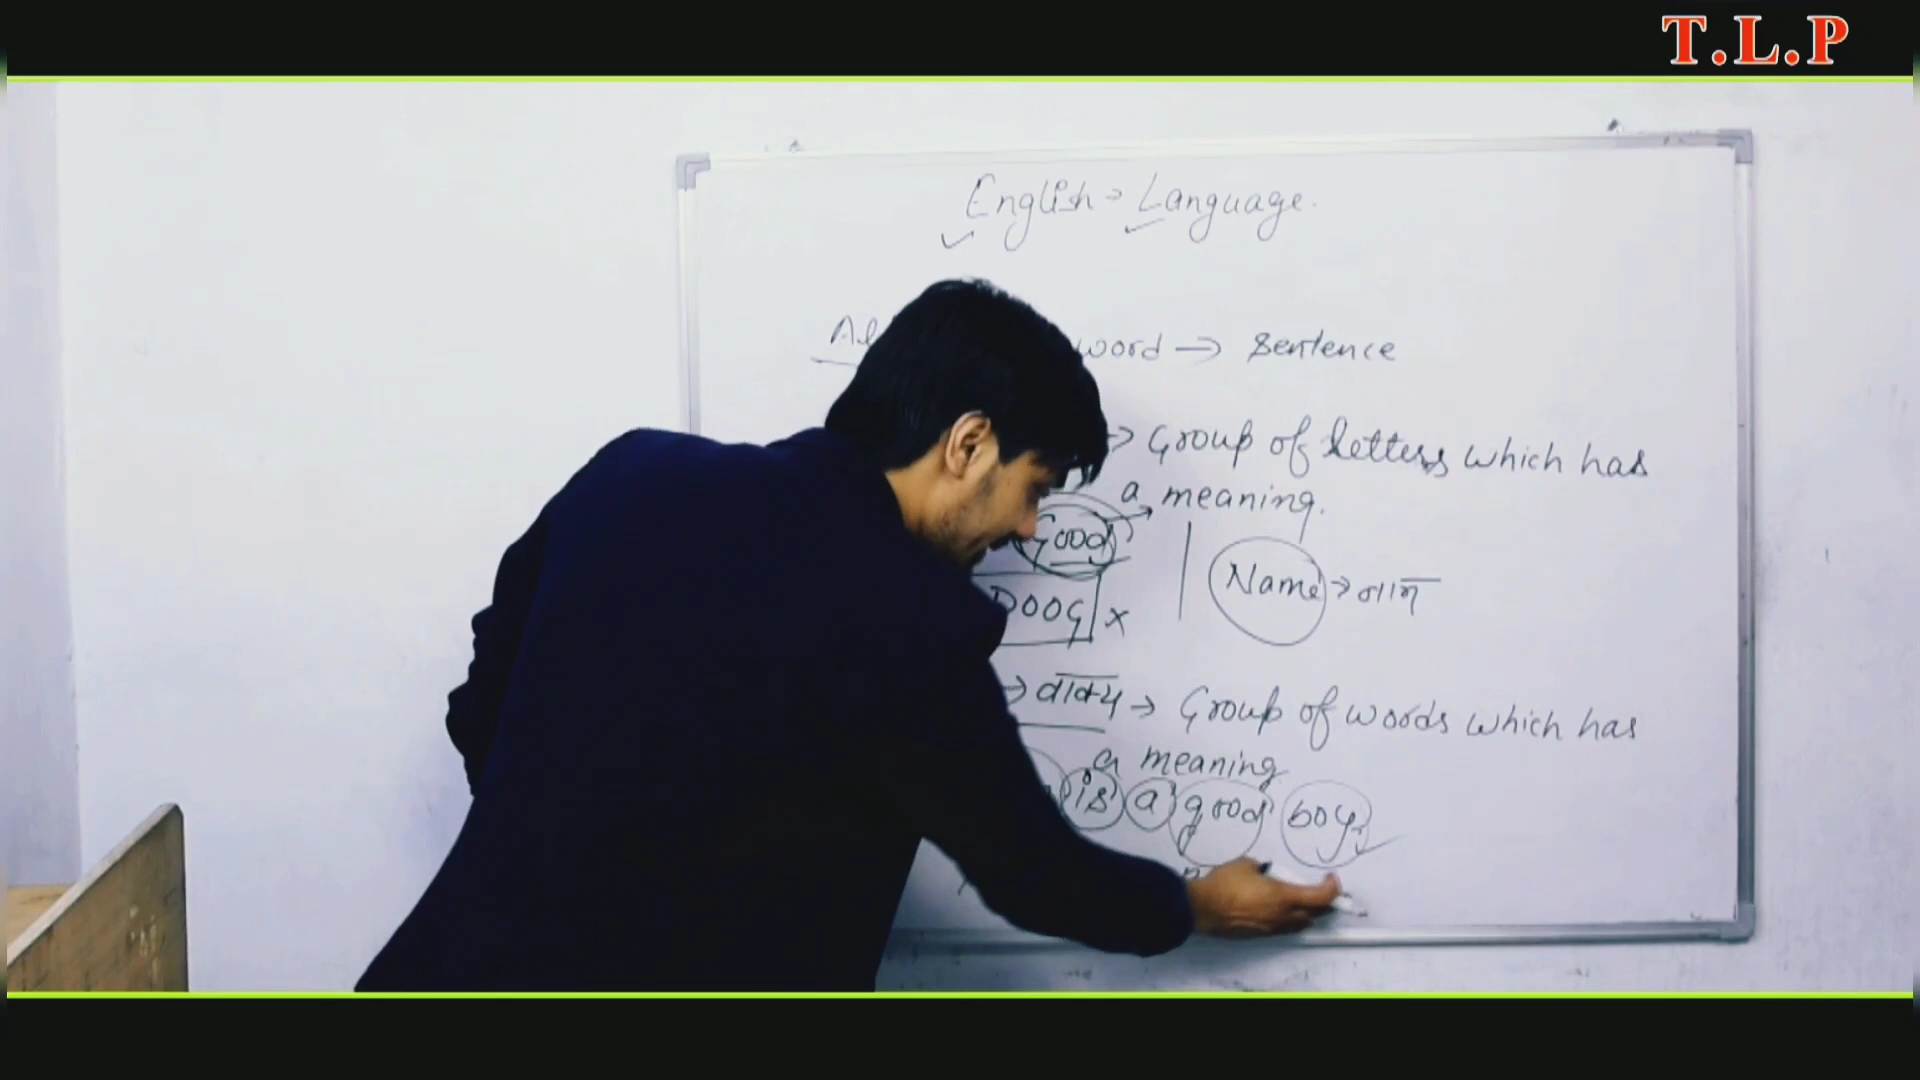 T.L.P
English → Language.
word → Sentence
→ Group of letters which has
a meaning.
Good
DOOG x
Name → नाम
→ वाक्य → Group of words which has
a meaning
is a good boy.